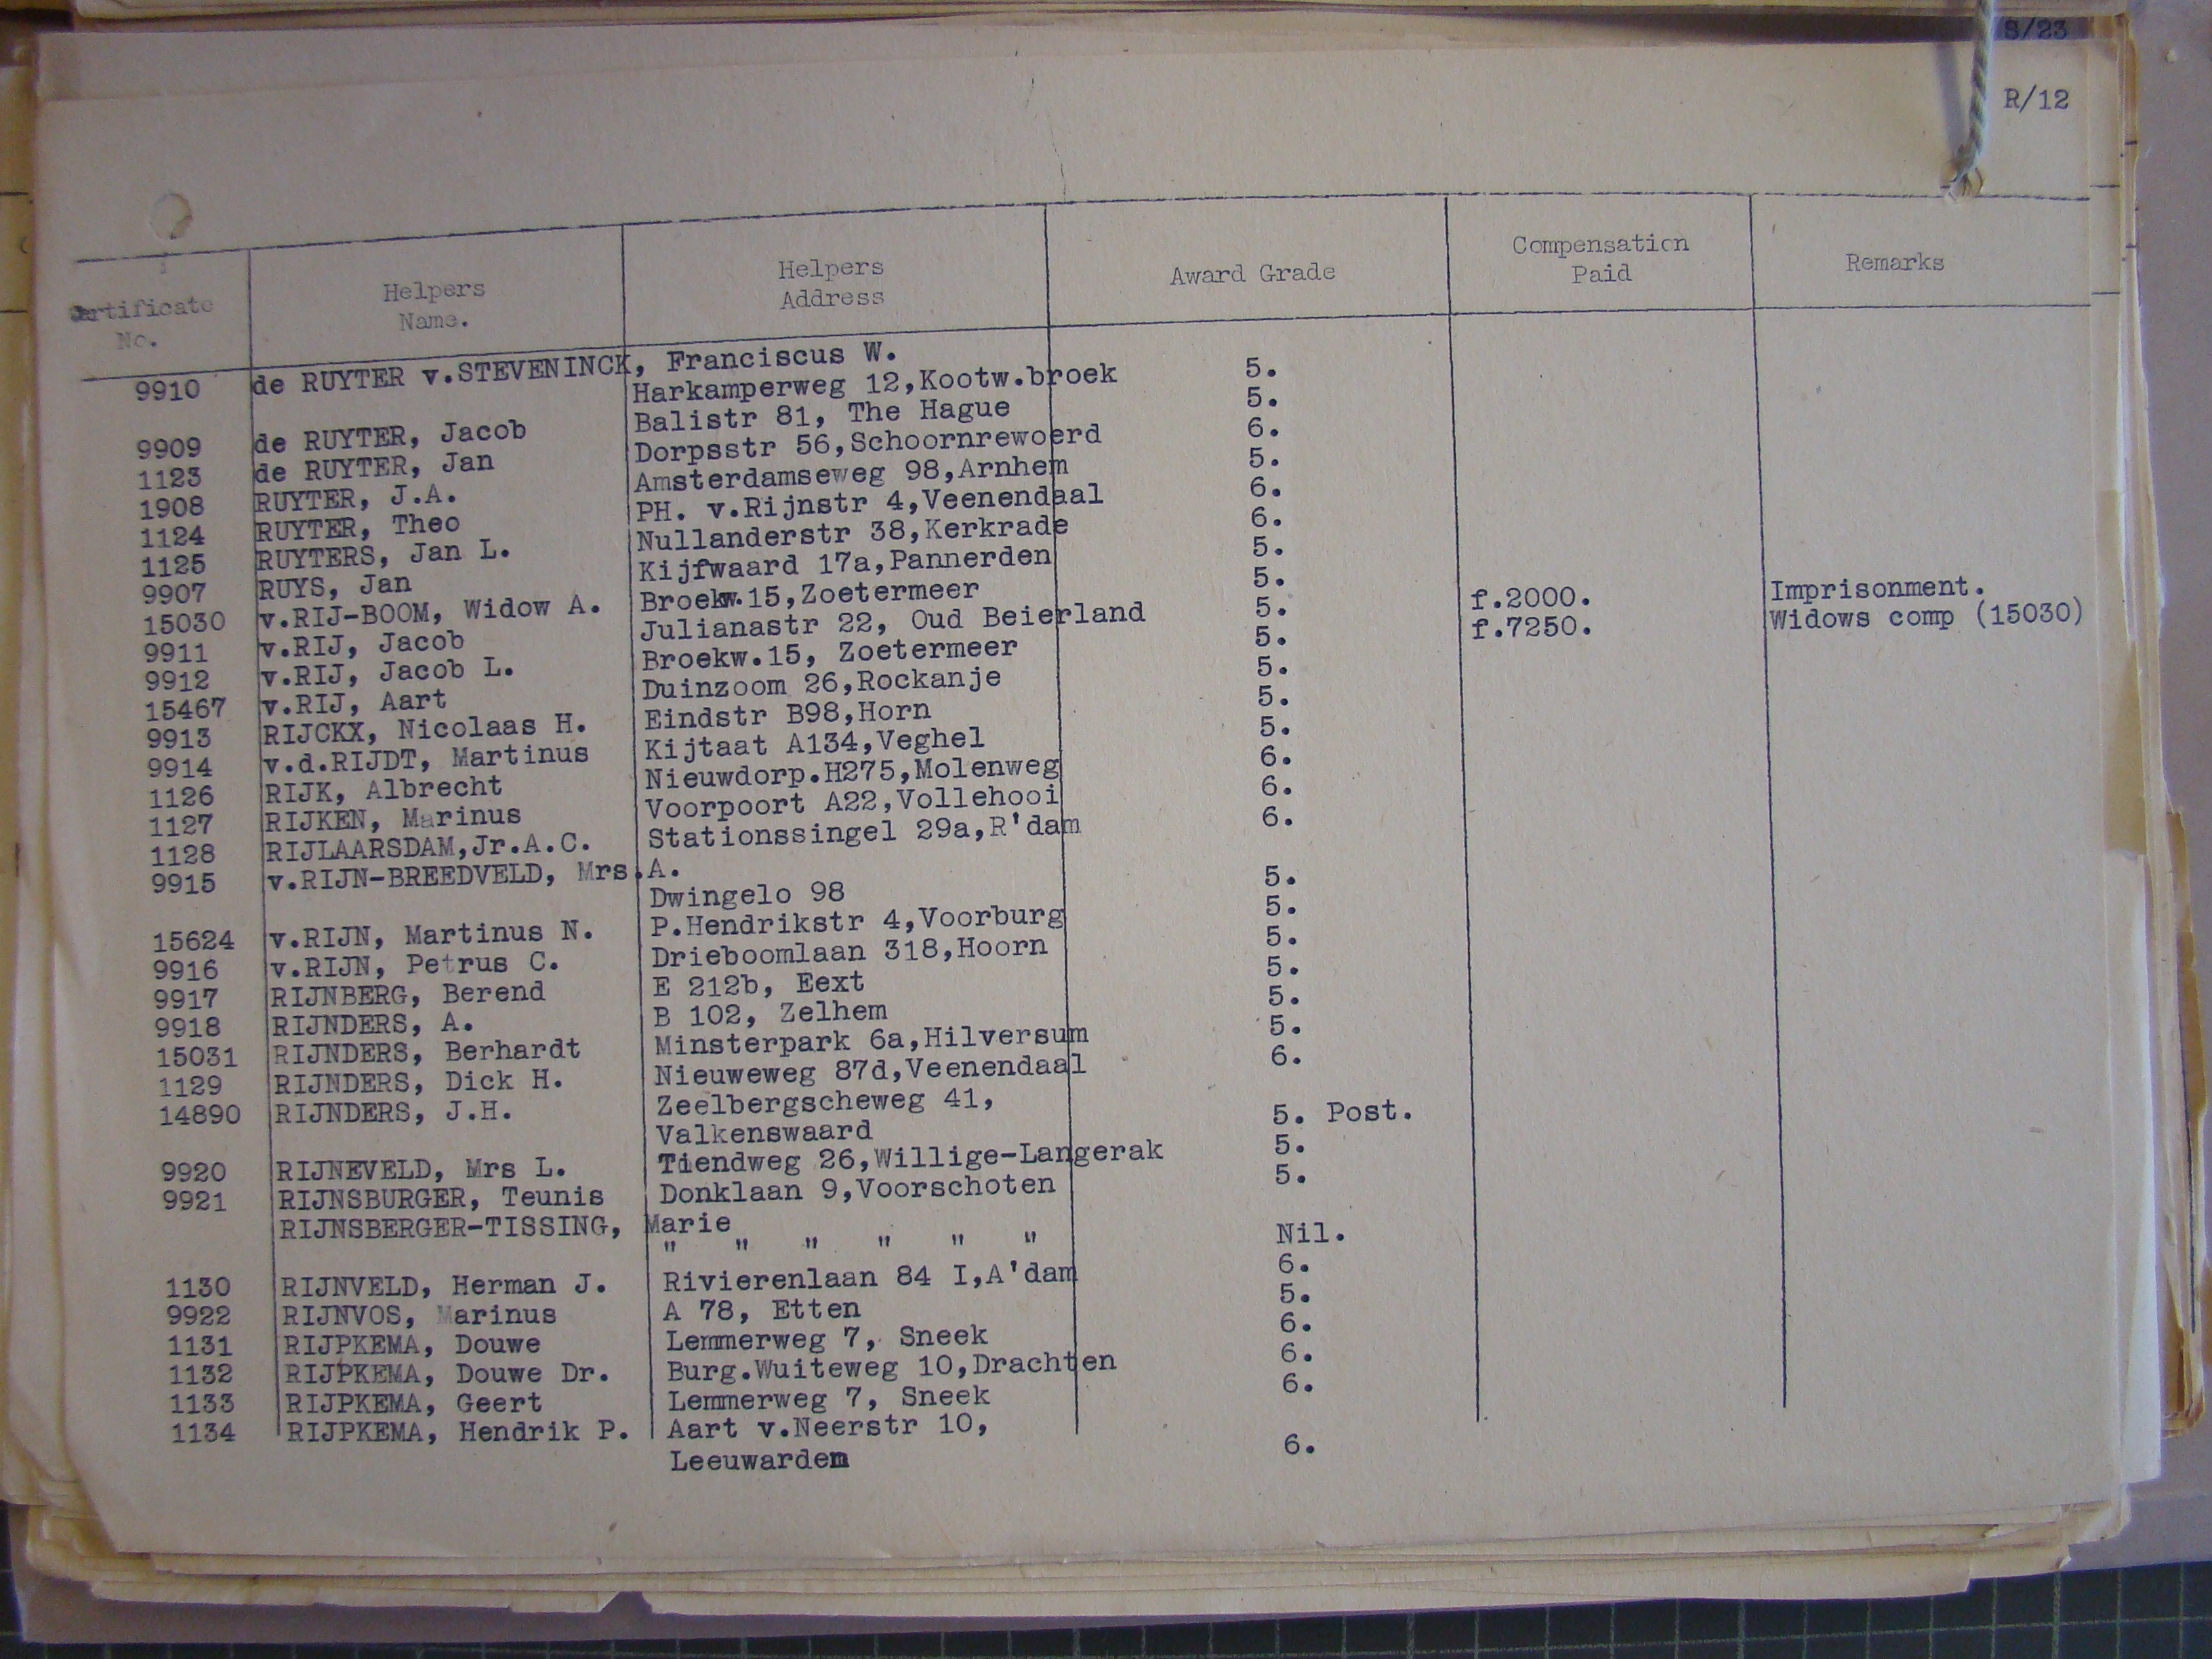 S/23
R/12
Certificate No. Helpers Name. Helpers Address Award Grade Compensation Paid Remarks
9910 de RUYTER v.STEVENINCK, Franciscus W.
Harkamperweg 12,Kootw.broek 5.
9909 de RUYTER, Jacob Balistr 81, The Hague 5.
1123 de RUYTER, Jan Dorpsstr 56,Schoornrewoerd 6.
1908 RUYTER, J.A. Amsterdamseweg 98,Arnhem 5.
1124 RUYTER, Theo PH. v.Rijnstr 4,Veenendaal 6.
1125 RUYTERS, Jan L. Nullanderstr 38,Kerkrade 6.
9907 RUYS, Jan Kijfwaard 17a,Pannerden 5.
15030 v.RIJ-BOOM, Widow A. Broekw.15,Zoetermeer 5.
9911 v.RIJ, Jacob Julianastr 22, Oud Beierland 5. f.2000. Imprisonment.
9912 v.RIJ, Jacob L. Broekw.15, Zoetermeer 5. f.7250. Widows comp (15030)
15467 v.RIJ, Aart Duinzoom 26,Rockanje 5.
9913 RIJCKX, Nicolaas H. Eindstr B98,Horn 5.
9914 v.d.RIJDT, Martinus Kijtaat A134,Veghel 5.
1126 RIJK, Albrecht Nieuwdorp.H275,Molenweg 6.
1127 RIJKEN, Marinus Voorpoort A22,Vollehooi 6.
1128 RIJLAARSDAM,Jr.A.C. Stationssingel 29a,R'dam 6.
9915 v.RIJN-BREEDVELD, Mrs.A.
Dwingelo 98 5.
15624 v.RIJN, Martinus N. P.Hendrikstr 4,Voorburg 5.
9916 v.RIJN, Petrus C. Drieboomlaan 318,Hoorn 5.
9917 RIJNBERG, Berend E 212b, Eext 5.
9918 RIJNDERS, A. B 102, Zelhem 5.
15031 RIJNDERS, Berhardt Minsterpark 6a,Hilversum 5.
1129 RIJNDERS, Dick H. Nieuweweg 87d,Veenendaal 6.
14890 RIJNDERS, J.H. Zeelbergscheweg 41,
Valkenswaard 5. Post.
9920 RIJNEVELD, Mrs L. Tiendweg 26,Willige-Langerak 5.
9921 RIJNSBURGER, Teunis Donklaan 9,Voorschoten 5.
RIJNSBERGER-TISSING, Marie
" " " " " " Nil.
1130 RIJNVELD, Herman J. Rivierenlaan 84 I,A'dam 6.
9922 RIJNVOS, Marinus A 78, Etten 5.
1131 RIJPKEMA, Douwe Lemmerweg 7, Sneek 6.
1132 RIJPKEMA, Douwe Dr. Burg.Wuiteweg 10,Drachten 6.
1133 RIJPKEMA, Geert Lemmerweg 7, Sneek 6.
1134 RIJPKEMA, Hendrik P. Aart v.Neerstr 10,
Leeuwarden 6.